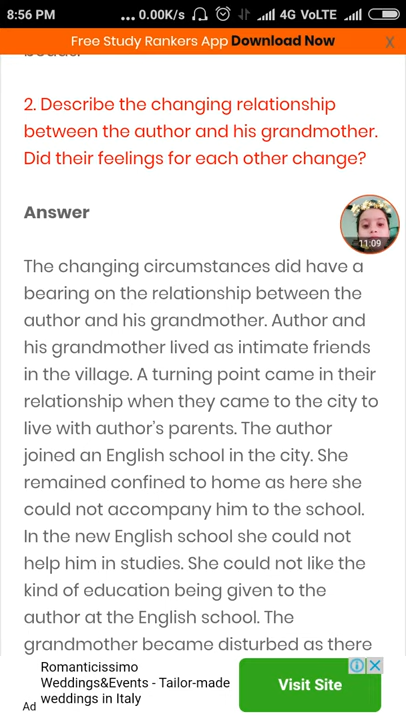 8:56 PM ... 0.00K/s 4G VoLTE
Free Study Rankers App Download Now X
2. Describe the changing relationship
between the author and his grandmother.
Did their feelings for each other change?
Answer
11:09
The changing circumstances did have a
bearing on the relationship between the
author and his grandmother. Author and
his grandmother lived as intimate friends
in the village. A turning point came in their
relationship when they came to the city to
live with author's parents. The author
joined an English school in the city. She
remained confined to home as here she
could not accompany him to the school.
In the new English school she could not
help him in studies. She could not like the
kind of education being given to the
author at the English school. The
grandmother became disturbed as there
Romanticissimo
Weddings&Events - Tailor-made
weddings in Italy
Ad
Visit Site